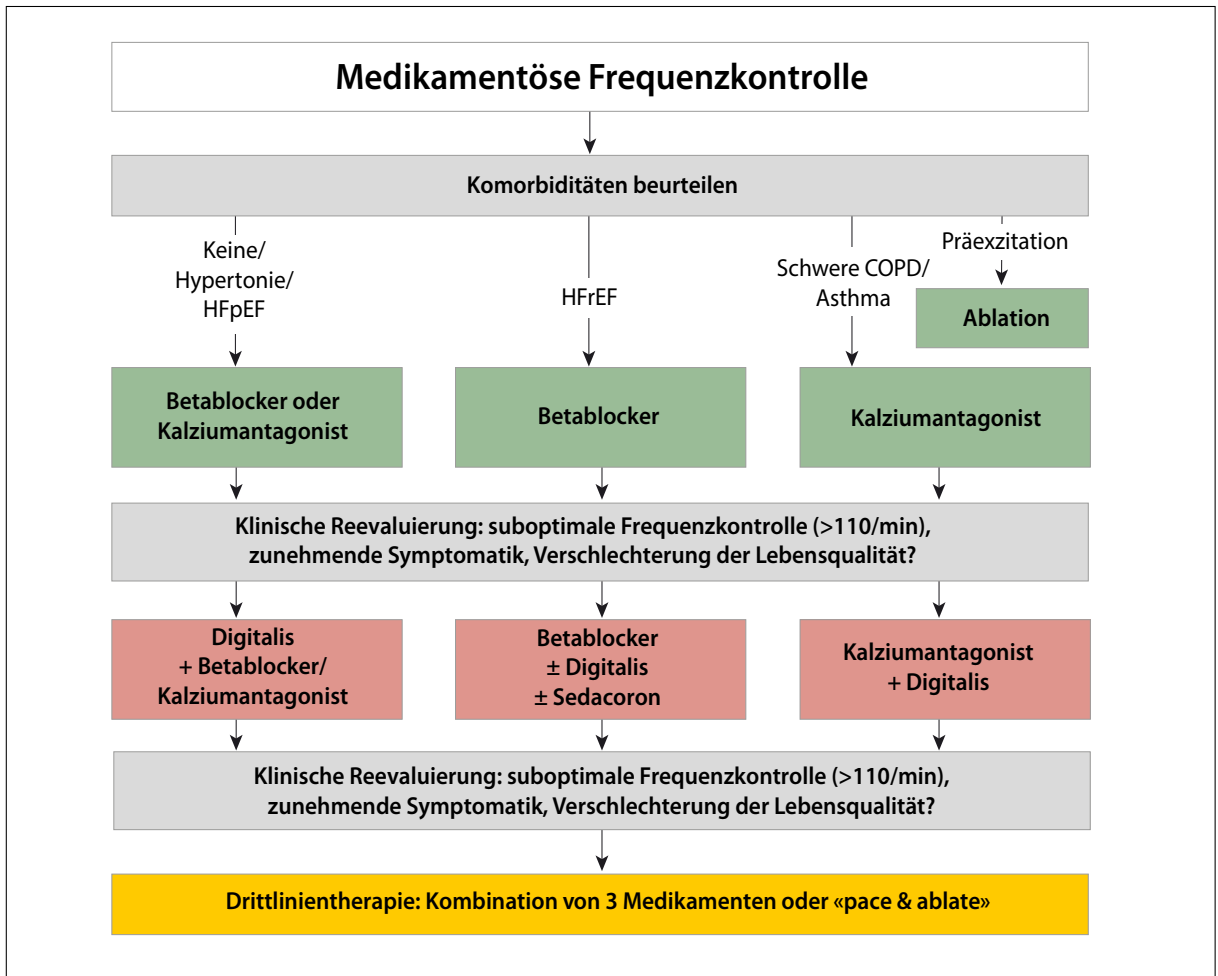 Medikamentöse Frequenzkontrolle
Komorbiditäten beurteilen
Keine/
Hypertonie/
HFpEF
HFrEF
Schwere COPD/
Asthma
Präexzitation
Ablation
Betablocker oder
Kalziumantagonist
Betablocker
Kalziumantagonist
Klinische Reevaluierung: suboptimale Frequenzkontrolle (>110/min),
zunehmende Symptomatik, Verschlechterung der Lebensqualität?
Digitalis
+ Betablocker/
Kalziumantagonist
Betablocker
± Digitalis
± Sedacoron
Kalziumantagonist
+ Digitalis
Klinische Reevaluierung: suboptimale Frequenzkontrolle (>110/min),
zunehmende Symptomatik, Verschlechterung der Lebensqualität?
Drittlinientherapie: Kombination von 3 Medikamenten oder «pace & ablate»